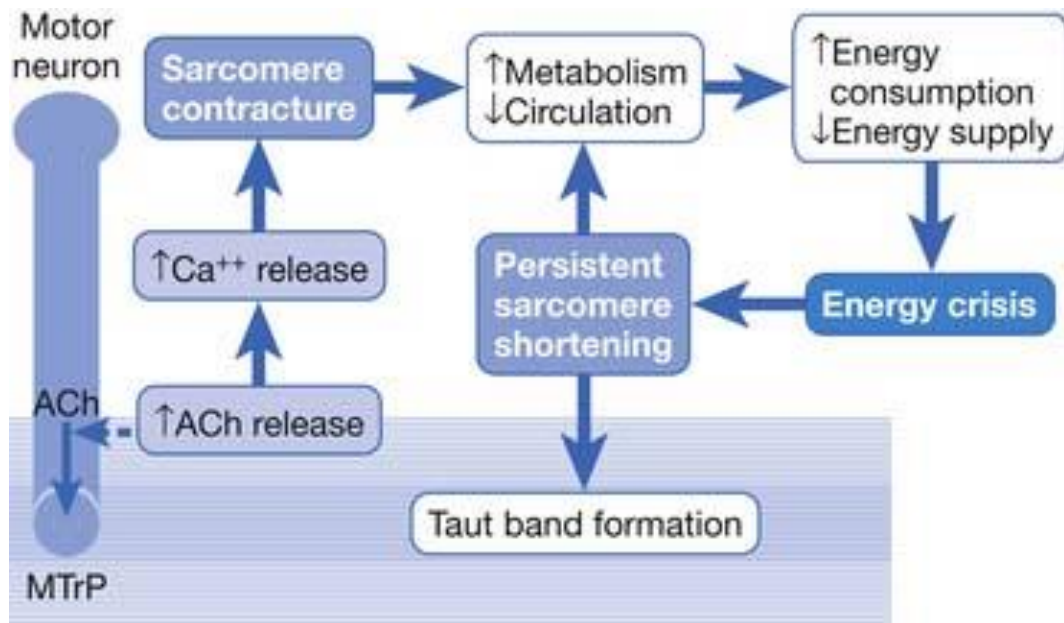 Motor
neuron
Sarcomere
contracture
↑Metabolism
↓Circulation
↑Energy
consumption
↓Energy supply
↑Ca⁺⁺ release
Persistent
sarcomere
shortening
Energy crisis
ACh
↑ACh release
Taut band formation
MTrP